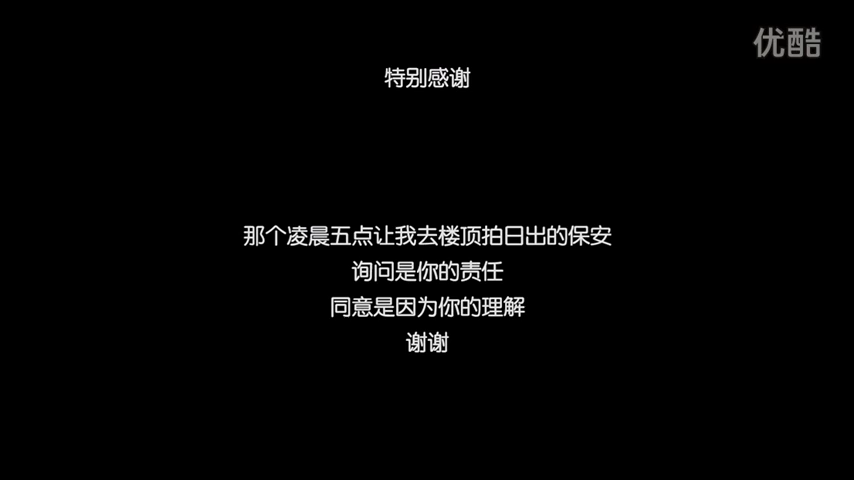 优酷
特别感谢
那个凌晨五点让我去楼顶拍日出的保安
询问是你的责任
同意是因为你的理解
谢谢